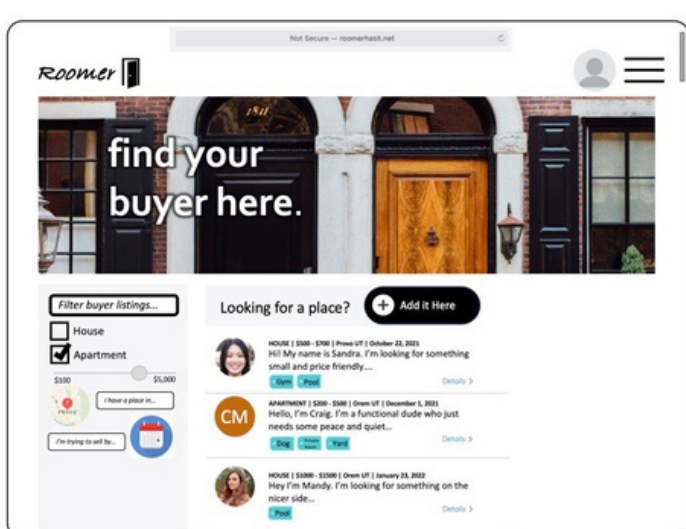 Not Secure — roomerhasit.net
Roomer
1811
find your
buyer here.
Filter buyer listings...
House
Apartment
$100
$5,000
PROVO
I have a place in...
I'm trying to sell by...
Looking for a place?
+ Add it Here
HOUSE | $500 - $700 | Provo UT | October 22, 2021
Hi! My name is Sandra. I'm looking for something
small and price friendly....
Gym Pool
Details >
CM
APARTMENT | $200 - $500 | Orem UT | December 1, 2021
Hello, I'm Craig. I'm a functional dude who just
needs some peace and quiet...
Dog Private Room Yard
Details >
HOUSE | $1000 - $1500 | Orem UT | January 23, 2022
Hey I'm Mandy. I'm looking for something on the
nicer side...
Pool
Details >